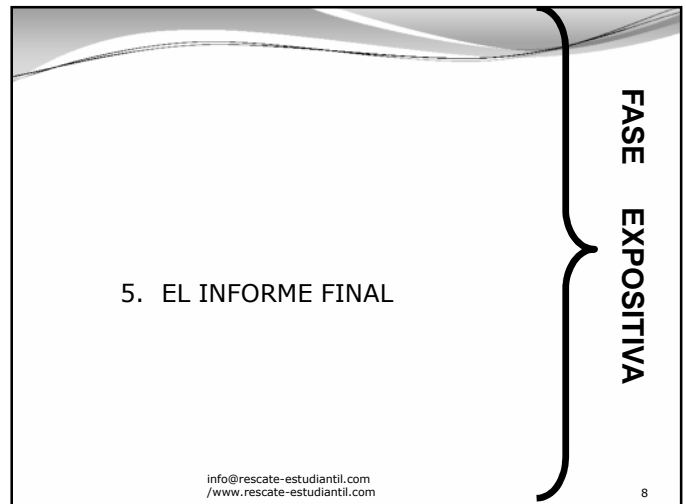 5. EL INFORME FINAL
FASE EXPOSITIVA
info@rescate-estudiantil.com
/www.rescate-estudiantil.com
8